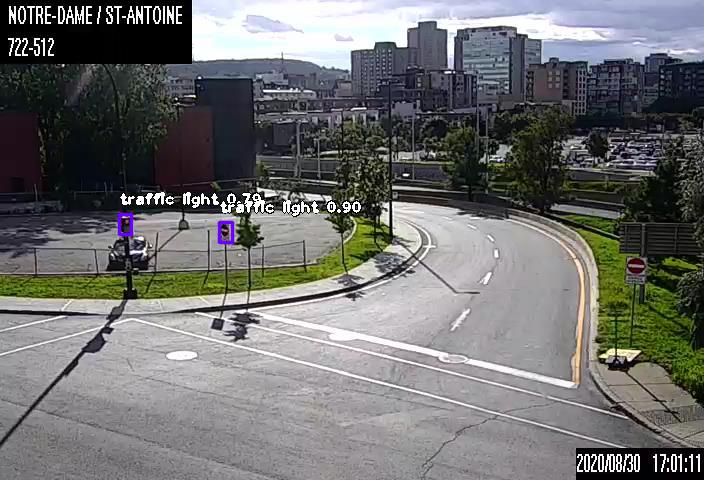 NOTRE-DAME / ST-ANTOINE
722-512
traffic light 0.79
traffic light 0.90
2020/08/30 17:01:11